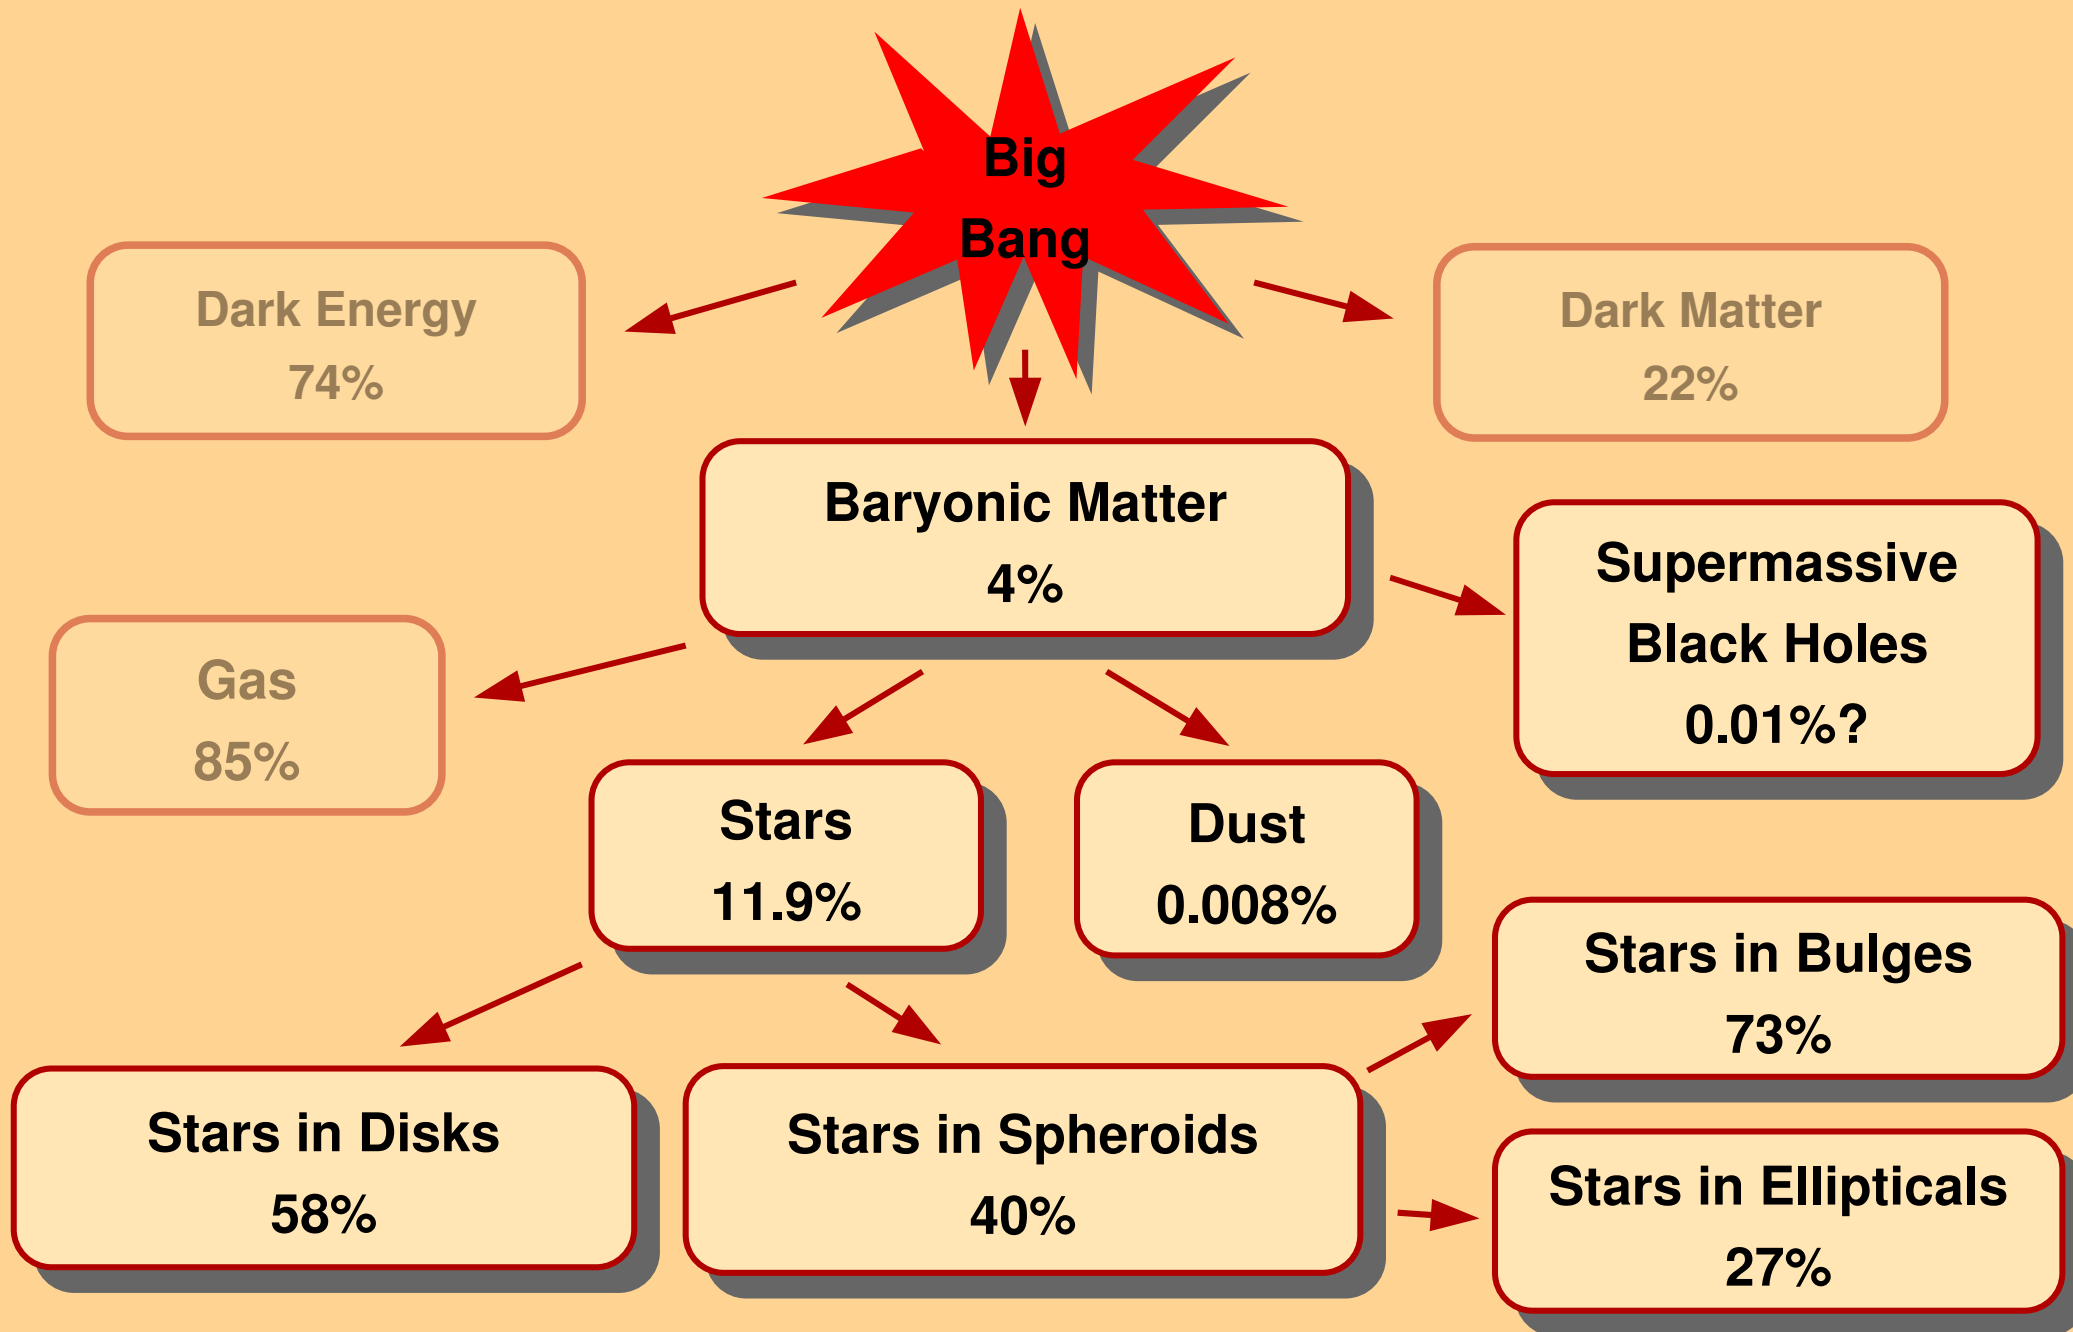 Big
Bang
Dark Energy
74%
Dark Matter
22%
Baryonic Matter
4%
Supermassive
Black Holes
0.01%?
Gas
85%
Stars
11.9%
Dust
0.008%
Stars in Bulges
73%
Stars in Disks
58%
Stars in Spheroids
40%
Stars in Ellipticals
27%